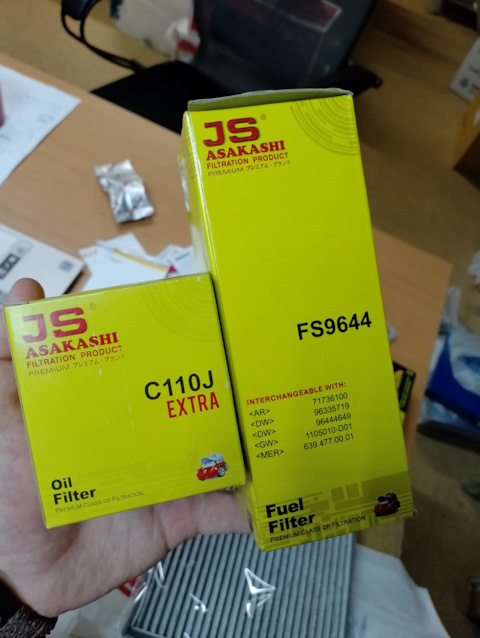 JS®
ASAKASHI
FILTRATION PRODUCT
PREMIUM プレミアム・ブランド
C110J
EXTRA
Oil
Filter
PREMIUM CLASS OF FILTRATION
JS®
ASAKASHI
FILTRATION PRODUCT
PREMIUM プレミアム・ブランド
FS9644
INTERCHANGEABLE WITH:
<AR> 71736100
<DW> 96335719
<DW> 96444649
<GW> 1105010-D01
<MER> 639.477.00.01
Fuel
Filter
PREMIUM CLASS OF FILTRATION